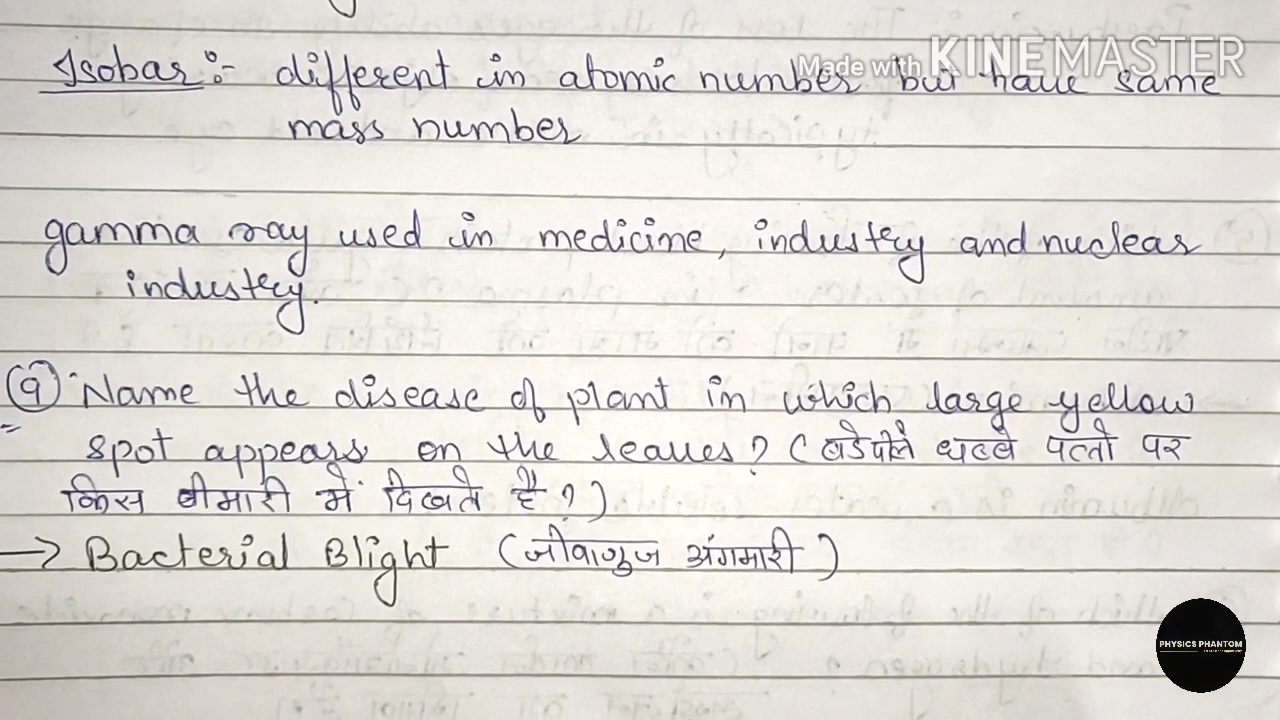 Made with KINEMASTER
Isobar :- different in atomic number but have same
mass number
gamma ray used in medicine, industry and nuclear
industry.
(9) Name the disease of plant in which large yellow
spot appears on the leaves? (बडे पीले धब्बे पत्तो पर
किस बीमारी में दिखते है?)
→ Bacterial Blight (जीवाणुज अंगमारी)
PHYSICS PHANTOM